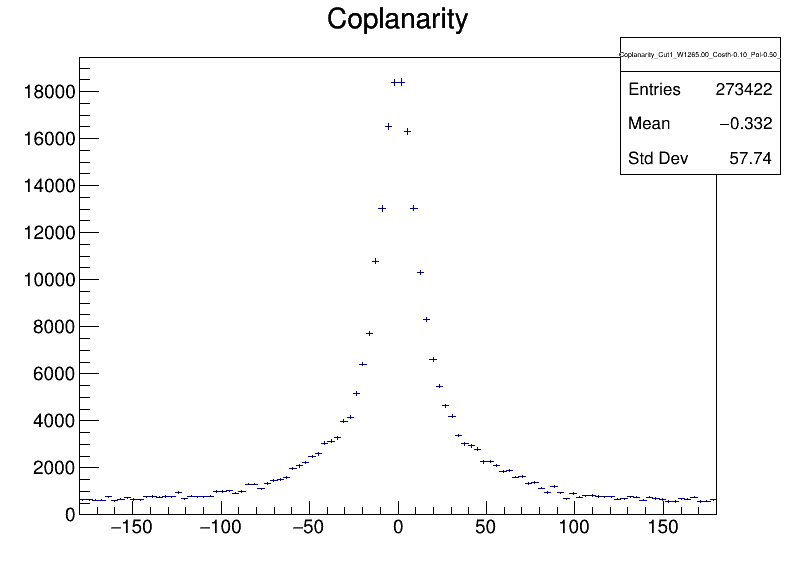 Coplanarity
Coplanarity_Cut1_W1265.00_Costh-0.10_Pol-0.50_
Entries 273422
Mean −0.332
Std Dev 57.74
18000
16000
14000
12000
10000
8000
6000
4000
2000
0
−150 −100 −50 0 50 100 150